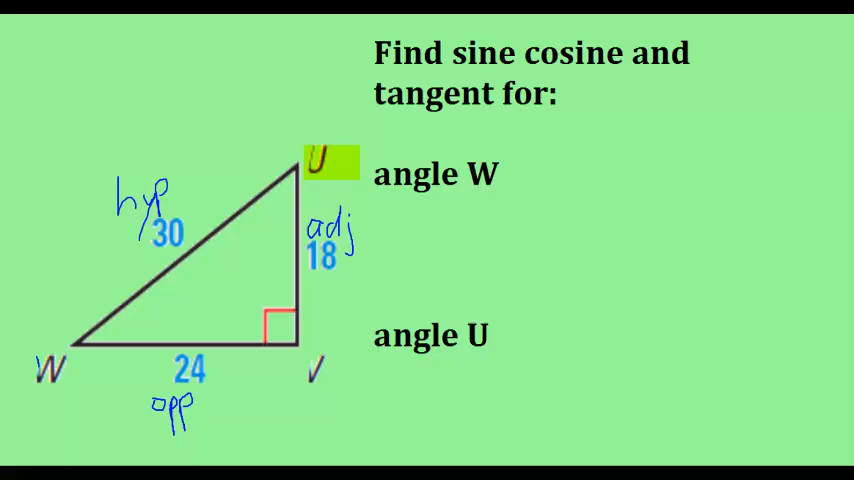 Find sine cosine and
tangent for:
U
angle W
hyp
30
adj
18
angle U
W
24
V
opp